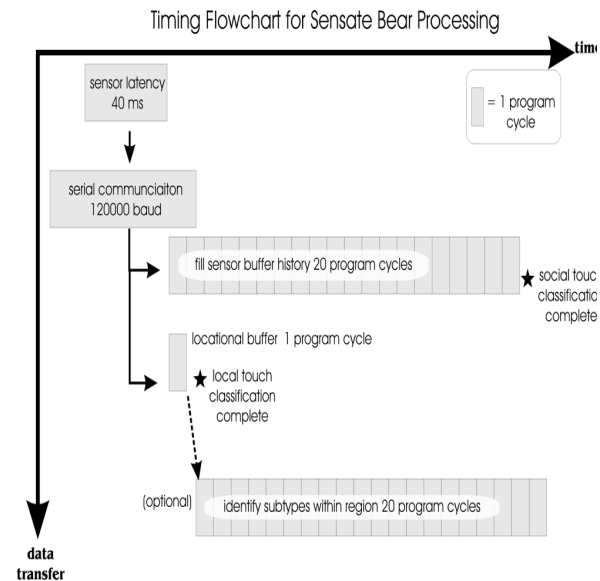 Timing Flowchart for Sensate Bear Processing
time
sensor latency
40 ms
= 1 program
cycle
serial communciaiton
120000 baud
fill sensor buffer history 20 program cycles
social touc
classificatio
complete
locational buffer 1 program cycle
local touch
classification
complete
(optional)
identify subtypes within region 20 program cycles
data
transfer